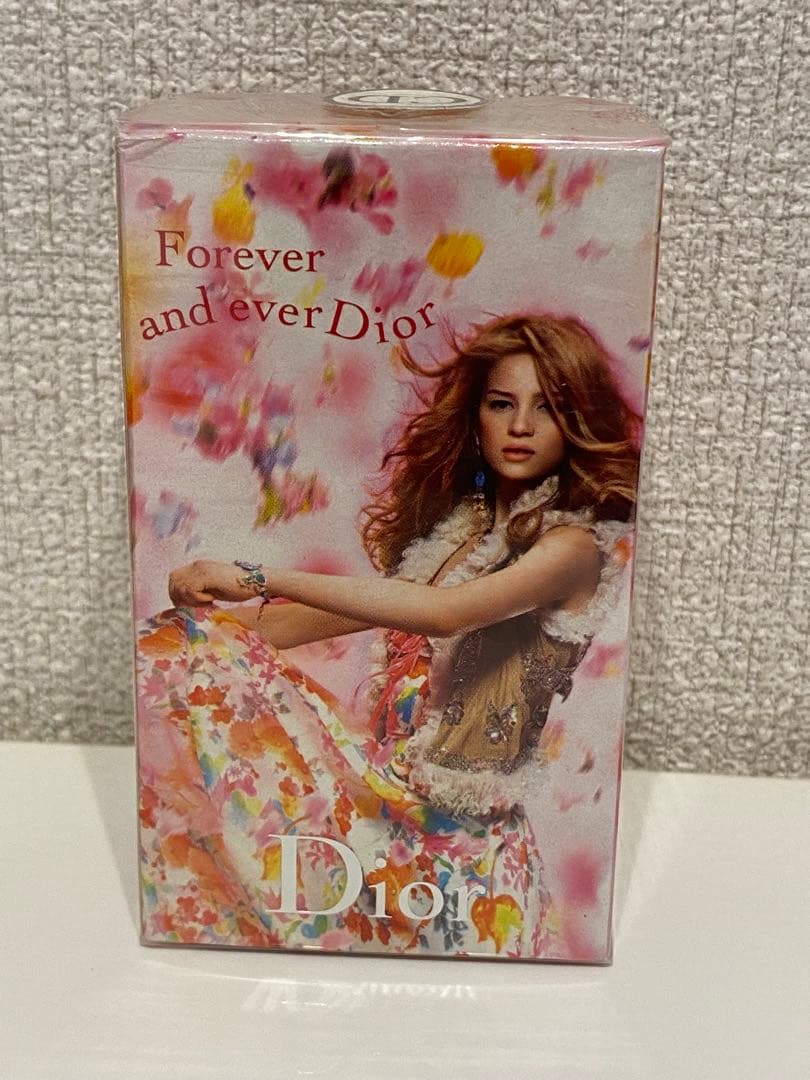 Forever
and ever Dior
Dior